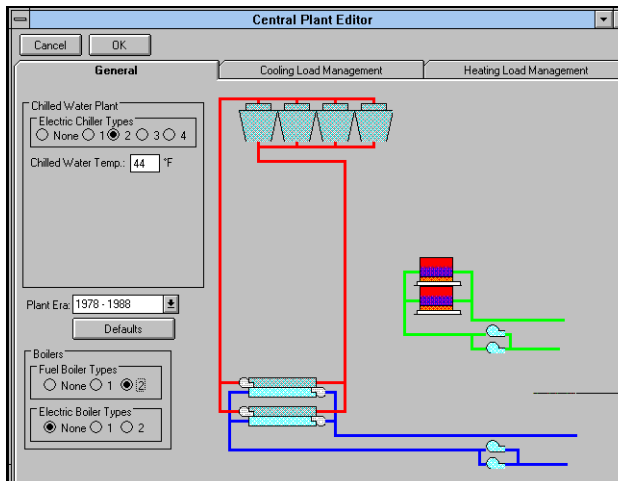 Central Plant Editor
Cancel OK
General Cooling Load Management Heating Load Management
Chilled Water Plant
Electric Chiller Types
None 1 2 3 4
Chilled Water Temp.: 44 °F
Plant Era: 1978 - 1988
Defaults
Boilers
Fuel Boiler Types
None 1 2
Electric Boiler Types
None 1 2